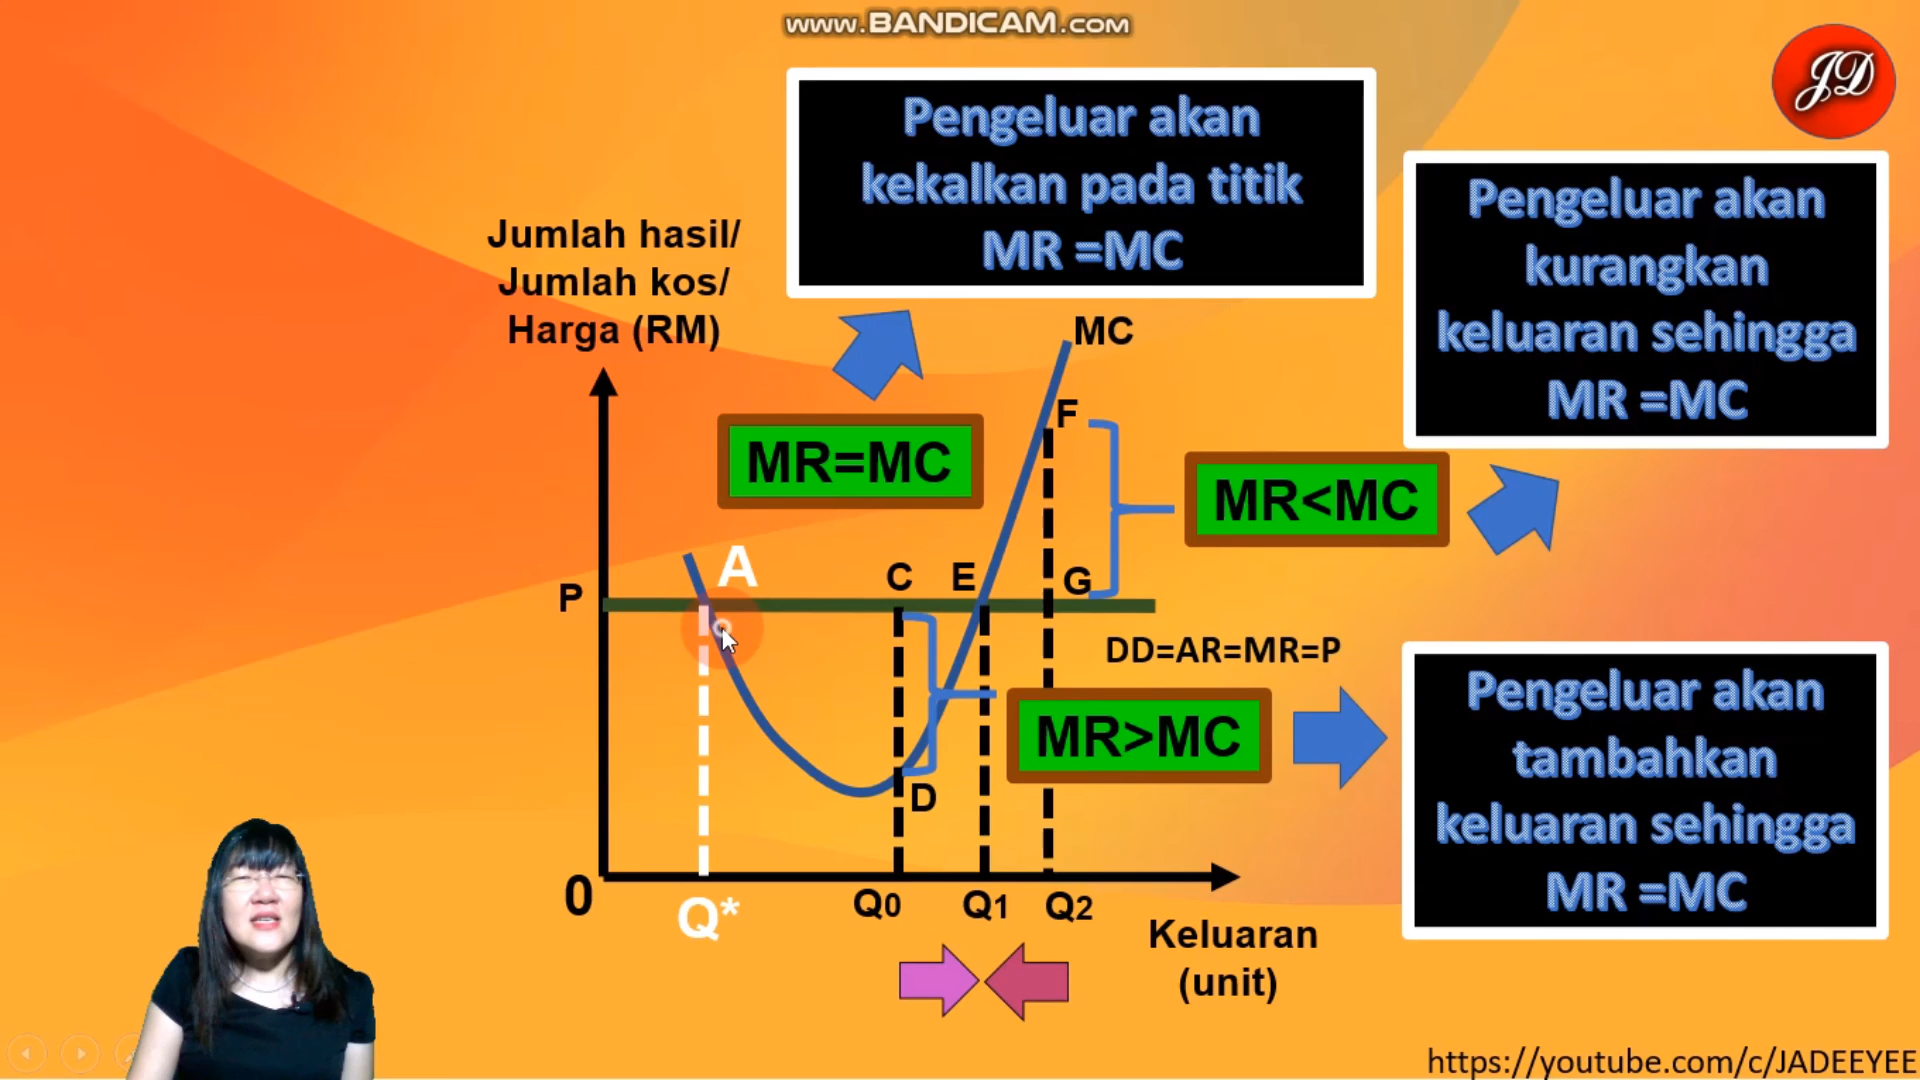 www.BANDICAM.com
JD
Pengeluar akan
kekalkan pada titik
MR =MC
Pengeluar akan
kurangkan
keluaran sehingga
MR =MC
Jumlah hasil/
Jumlah kos/
Harga (RM)
MC
F
MR=MC
MR<MC
A
C
E
G
P
DD=AR=MR=P
MR>MC
D
Pengeluar akan
tambahkan
keluaran sehingga
MR =MC
0
Q*
Q0
Q1
Q2
Keluaran
(unit)
https://youtube.com/c/JADEEYEE